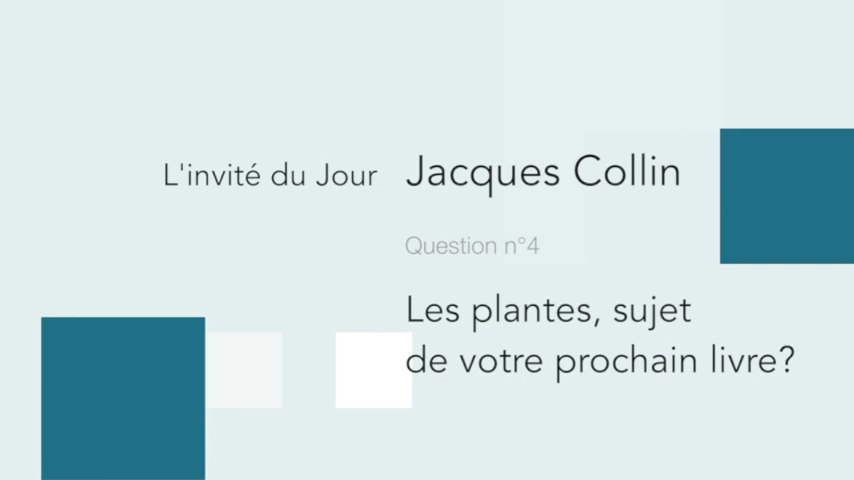 L'invité du Jour Jacques Collin
Question n°4
Les plantes, sujet
de votre prochain livre?